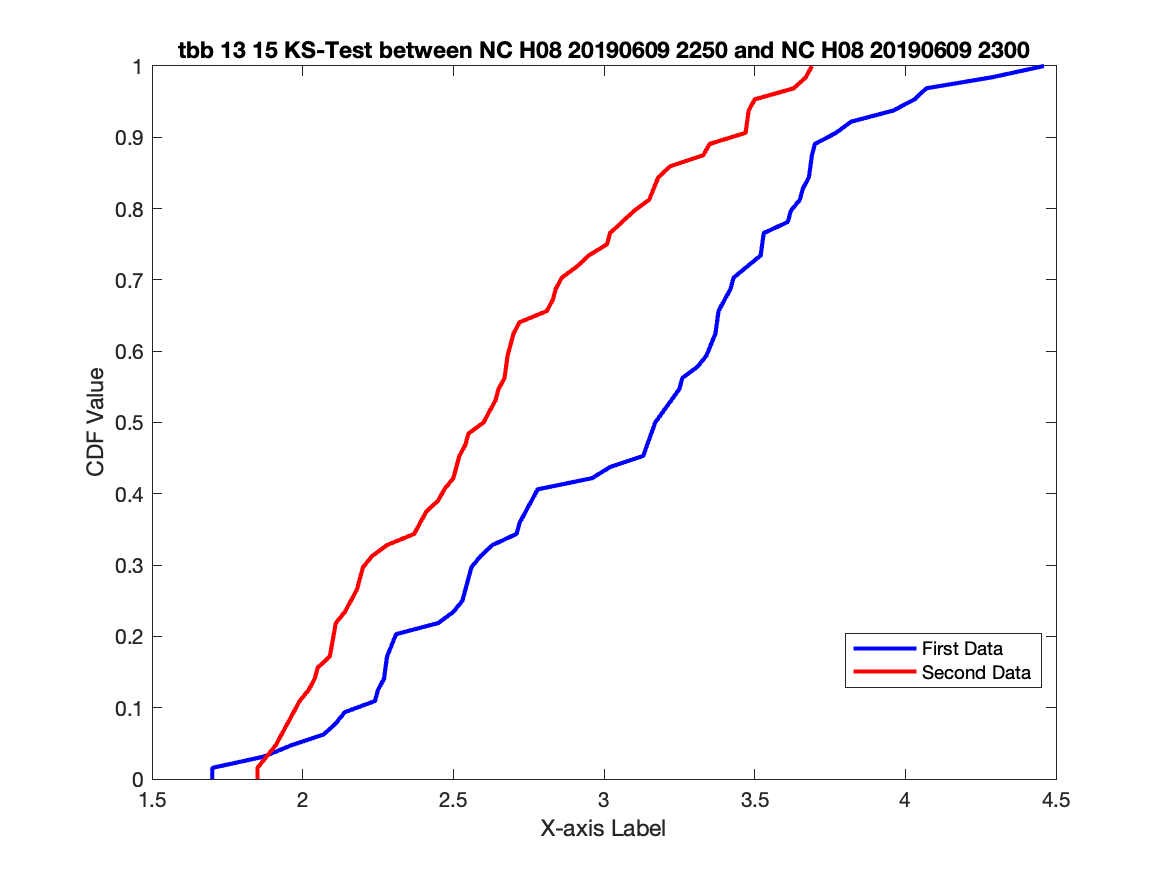 tbb 13 15 KS-Test between NC H08 20190609 2250 and NC H08 20190609 2300
1
0.9
0.8
0.7
0.6
0.5
0.4
0.3
0.2
0.1
0
CDF Value
First Data
Second Data
1.5 2 2.5 3 3.5 4 4.5
X-axis Label